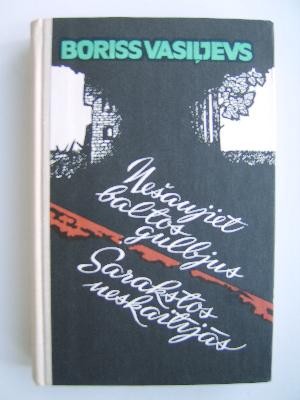 BORISS VASIĻJEVS
Nešaujiet
baltos
gulbjus
Sarakstos
neskaitījās